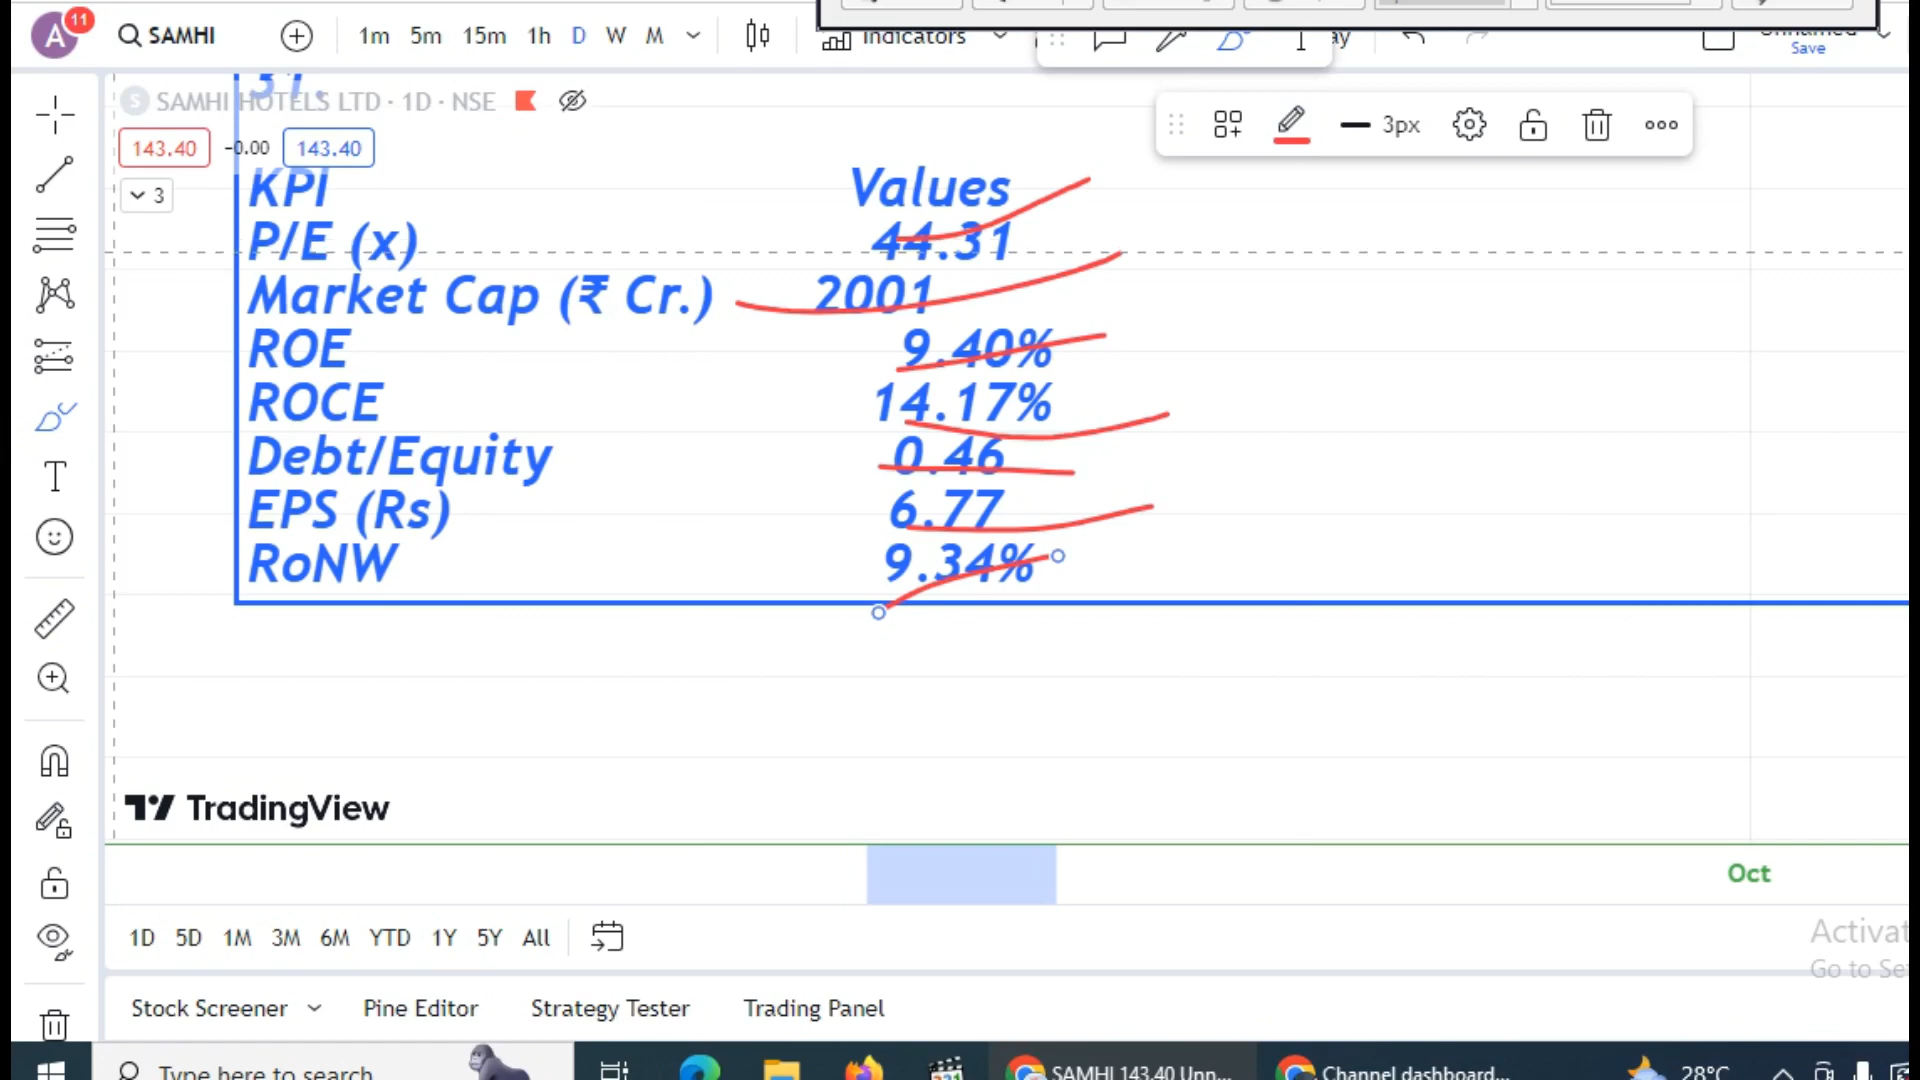 A 11 SAMHI 1m 5m 15m 1h D W M Indicators
Save
SAMHI HOTELS LTD · 1D · NSE
143.40 -0.00 143.40
3
3px
KPI Values
P/E (x) 44.31
Market Cap (₹ Cr.) 2001
ROE 9.40%
ROCE 14.17%
Debt/Equity 0.46
EPS (Rs) 6.77
RoNW 9.34%
TradingView
Oct
1D 5D 1M 3M 6M YTD 1Y 5Y All
Stock Screener Pine Editor Strategy Tester Trading Panel
Type here to search SAMHI 143.40 Unn... Channel dashboard... 28°C